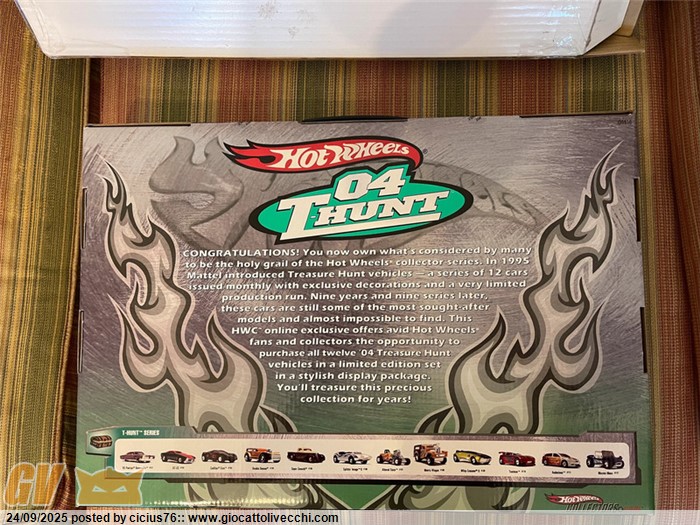 HOT WHEELS®
04
T-HUNT
CONGRATULATIONS! You now own what's considered by many
to be the holy grail of the Hot Wheels® collector series. In 1995
Mattel introduced Treasure Hunt vehicles — a series of 12 cars
issued monthly with exclusive decorations and a very limited
production run. Nine years and nine series later,
these cars are still some of the most sought-after
models and almost impossible to find. This
HWC™ online exclusive offers avid Hot Wheels®
fans and collectors the opportunity to
purchase all twelve '04 Treasure Hunt
vehicles in a limited edition set
in a stylish display package.
You'll treasure this precious
collection for years!
T-HUNT™ SERIES
HOT WHEELS
COLLECTORS
GV
24/09/2025 posted by cicius76:: www.giocattolivecchi.com